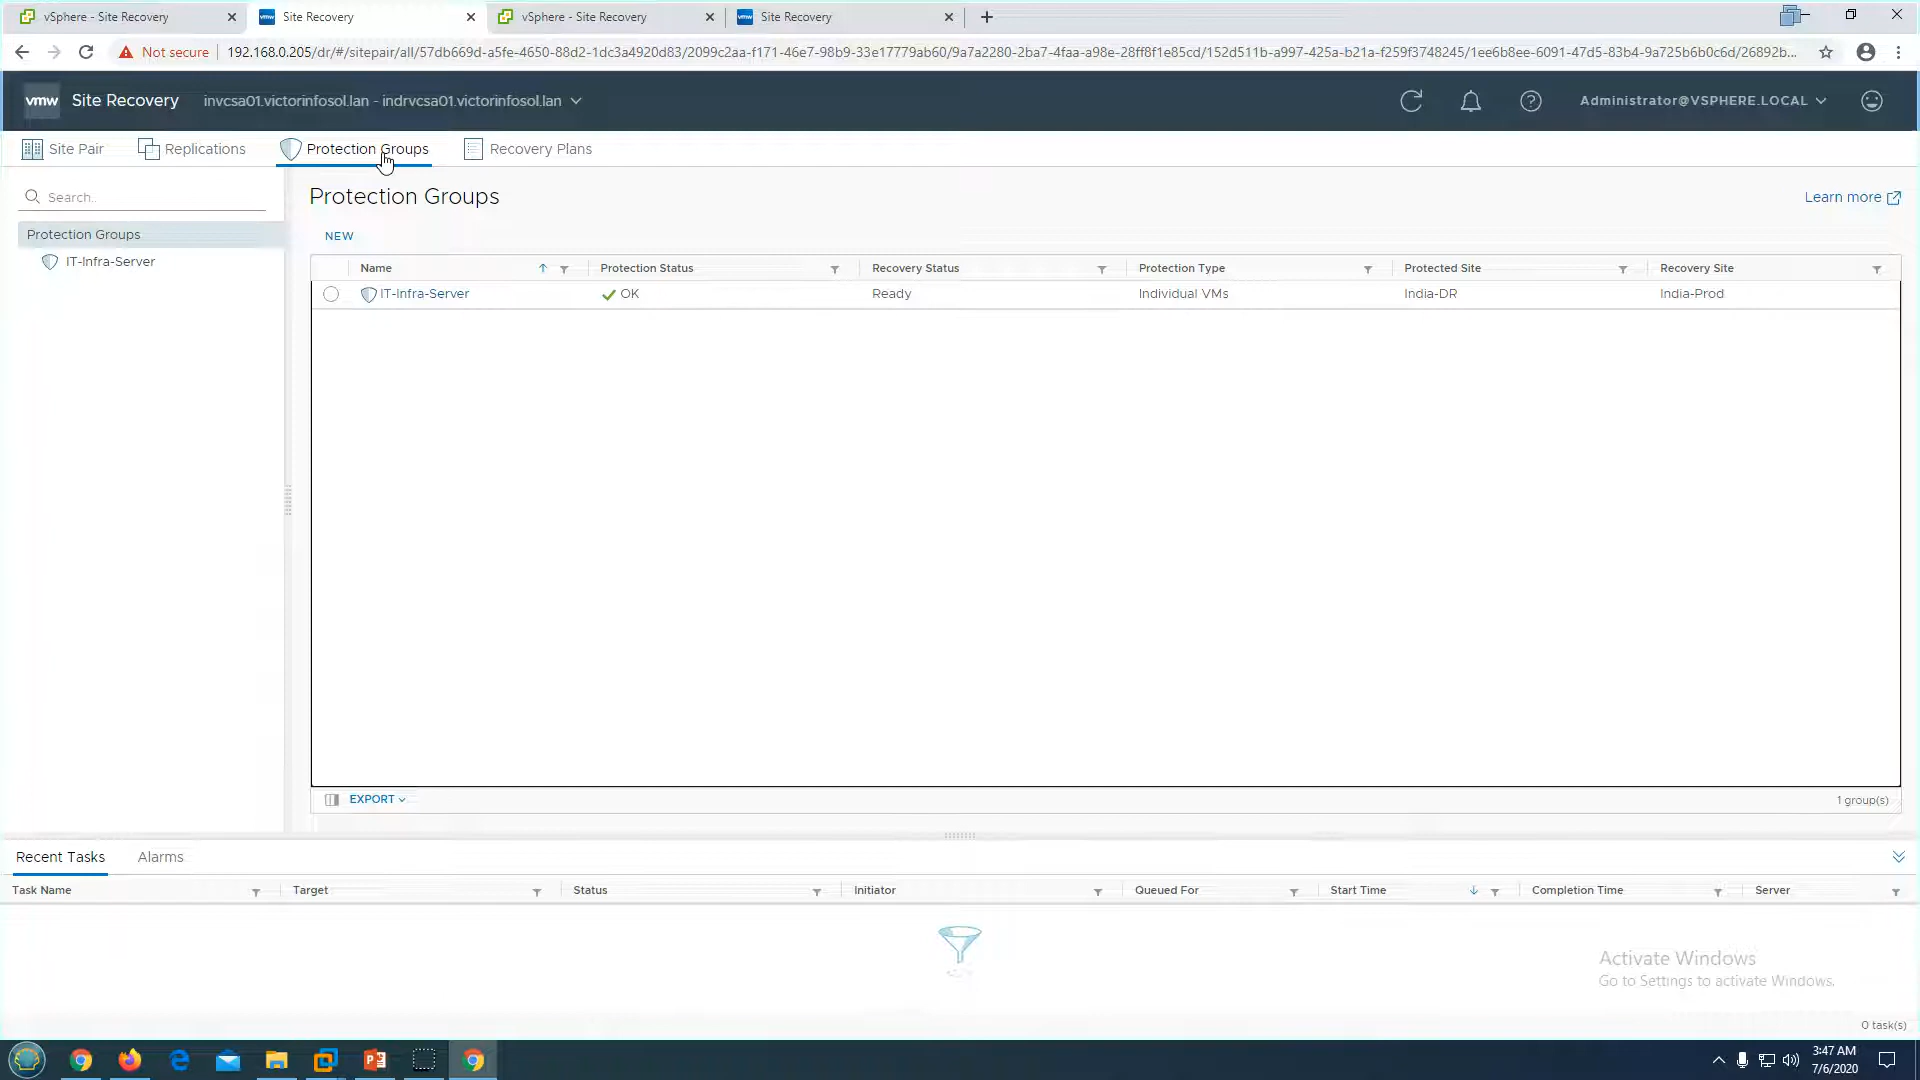 vSphere - Site Recovery
Site Recovery
vSphere - Site Recovery
Site Recovery
Not secure
192.168.0.205/dr/#/sitepair/all/57db669d-a5fe-4650-88d2-1dc3a4920d83/2099c2aa-f171-46e7-98b9-33e17779ab60/9a7a2280-2ba7-4faa-a98e-28ff8f1e85cd/152d511b-a997-425a-b21a-f259f3748245/1ee6b8ee-6091-47d5-83b4-9a725b6b0c6d/26892b...
vmw Site Recovery invcsa01.victorinfosol.lan - indrvcsa01.victorinfosol.lan Administrator@VSPHERE.LOCAL
Site Pair Replications Protection Groups Recovery Plans
Search..
Protection Groups
IT-Infra-Server
Protection Groups
Learn more
NEW
Name Protection Status Recovery Status Protection Type Protected Site Recovery Site
IT-Infra-Server OK Ready Individual VMs India-DR India-Prod
EXPORT
1 group(s)
Recent Tasks Alarms
Task Name Target Status Initiator Queued For Start Time Completion Time Server
Activate Windows
Go to Settings to activate Windows.
0 task(s)
3:47 AM
7/6/2020